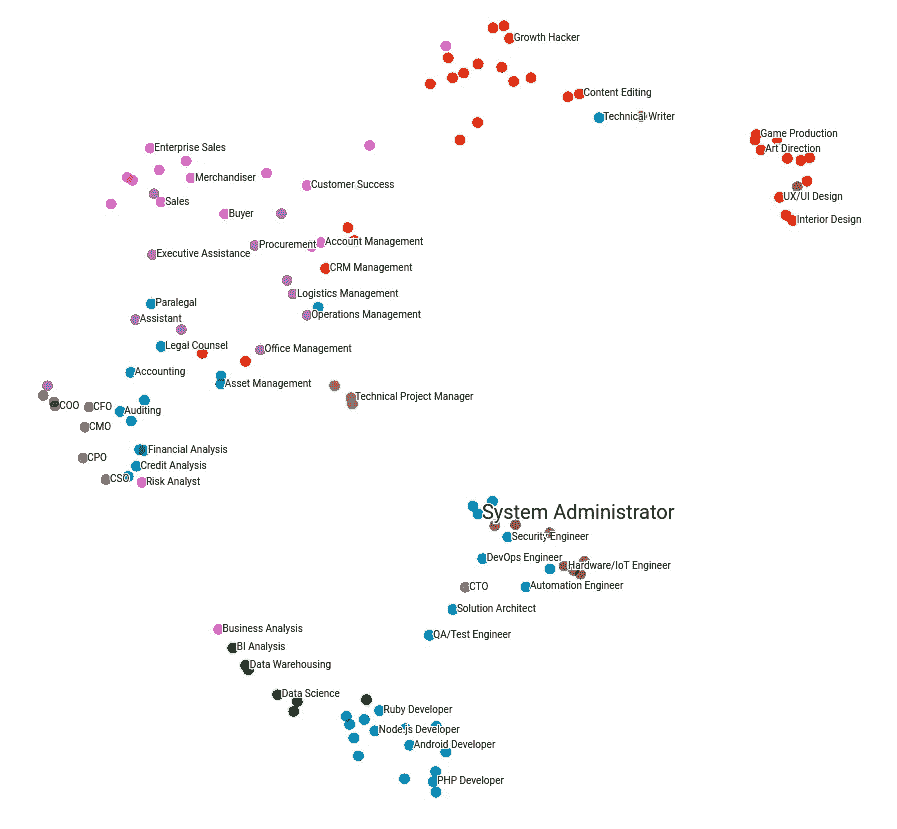 Growth Hacker
Content Editing
Technical Writer
Game Production
Art Direction
Enterprise Sales
Merchandiser
Customer Success
UX/UI Design
Sales
Buyer
Interior Design
Procurement
Account Management
Executive Assistance
CRM Management
Logistics Management
Paralegal
Operations Management
Assistant
Legal Counsel
Office Management
Accounting
Asset Management
Technical Project Manager
COO
CFO
Auditing
CMO
Financial Analysis
CPO
Credit Analysis
CSO
Risk Analyst
System Administrator
Security Engineer
DevOps Engineer
Hardware/IoT Engineer
CTO
Automation Engineer
Solution Architect
Business Analysis
QA/Test Engineer
BI Analysis
Data Warehousing
Data Science
Ruby Developer
Node.js Developer
Android Developer
PHP Developer